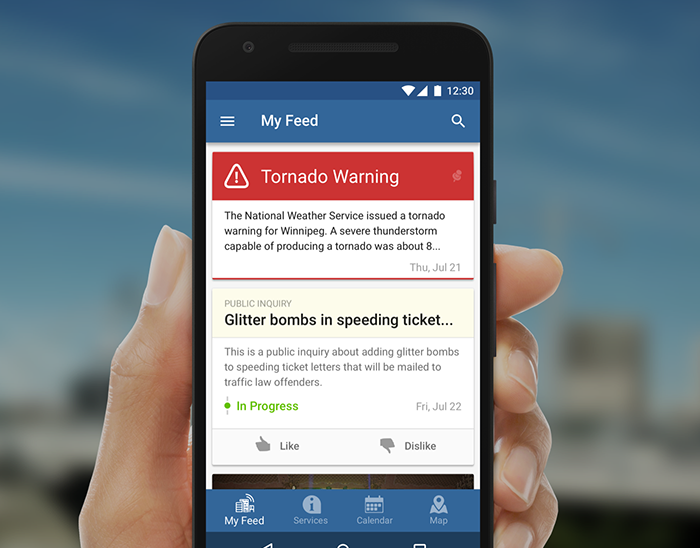 12:30
My Feed
Tornado Warning
The National Weather Service issued a tornado
warning for Winnipeg. A severe thunderstorm
capable of producing a tornado was about 8...
Thu, Jul 21
PUBLIC INQUIRY
Glitter bombs in speeding ticket...
This is a public inquiry about adding glitter bombs
to speeding ticket letters that will be mailed to
traffic law offenders.
In Progress
Fri, Jul 22
Like
Dislike
My Feed
Services
Calendar
Map